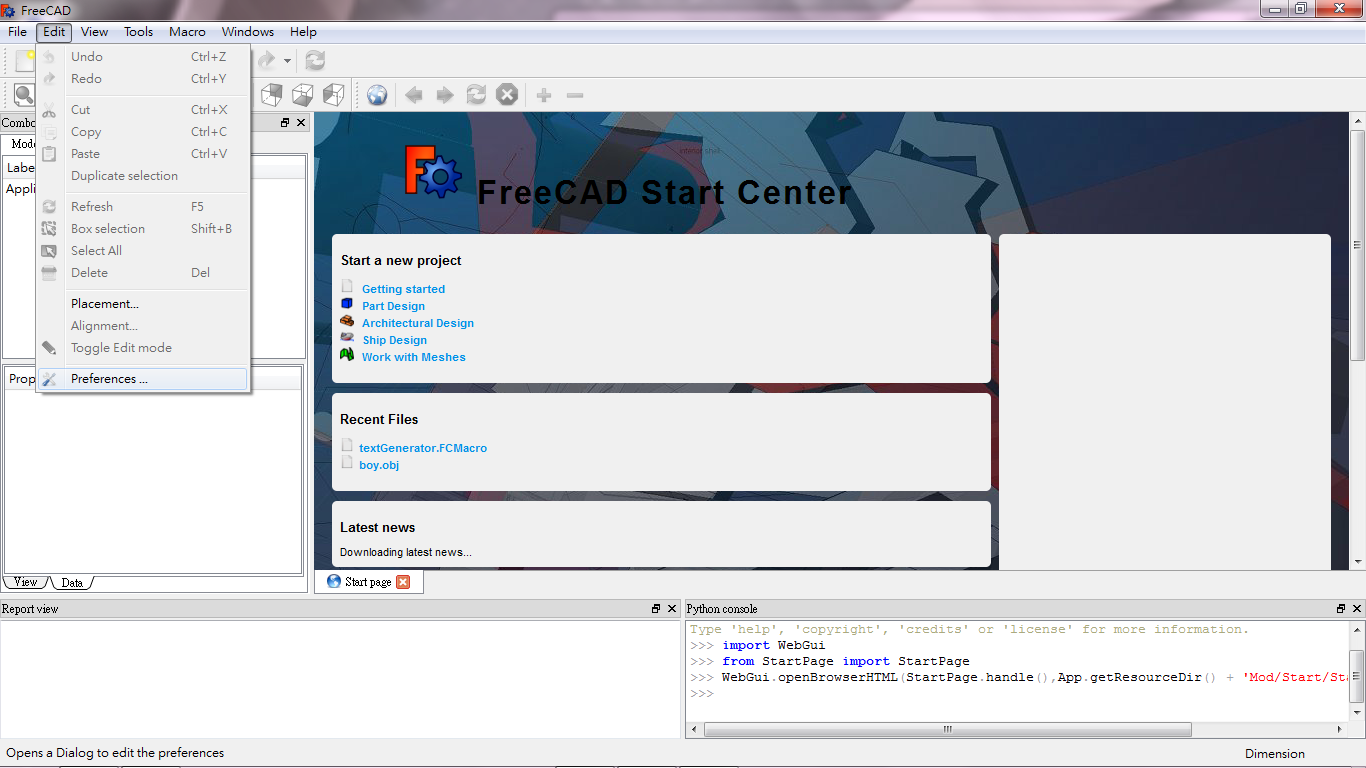 FreeCAD
File Edit View Tools Macro Windows Help
Undo Ctrl+Z
Redo Ctrl+Y
Cut Ctrl+X
Copy Ctrl+C
Paste Ctrl+V
Duplicate selection
Refresh F5
Box selection Shift+B
Select All
Delete Del
Placement...
Alignment...
Toggle Edit mode
Preferences ...
Combo
Mode
Labe
Appli
Prop
View Data
interior shell
FreeCAD Start Center
Start a new project
Getting started
Part Design
Architectural Design
Ship Design
Work with Meshes
Recent Files
textGenerator.FCMacro
boy.obj
Latest news
Downloading latest news...
Start page
Report view
Python console
Type 'help', 'copyright', 'credits' or 'license' for more information.
>>> import WebGui
>>> from StartPage import StartPage
>>> WebGui.openBrowserHTML(StartPage.handle(),App.getResourceDir() + 'Mod/Start/Sta
>>>
Opens a Dialog to edit the preferences
Dimension